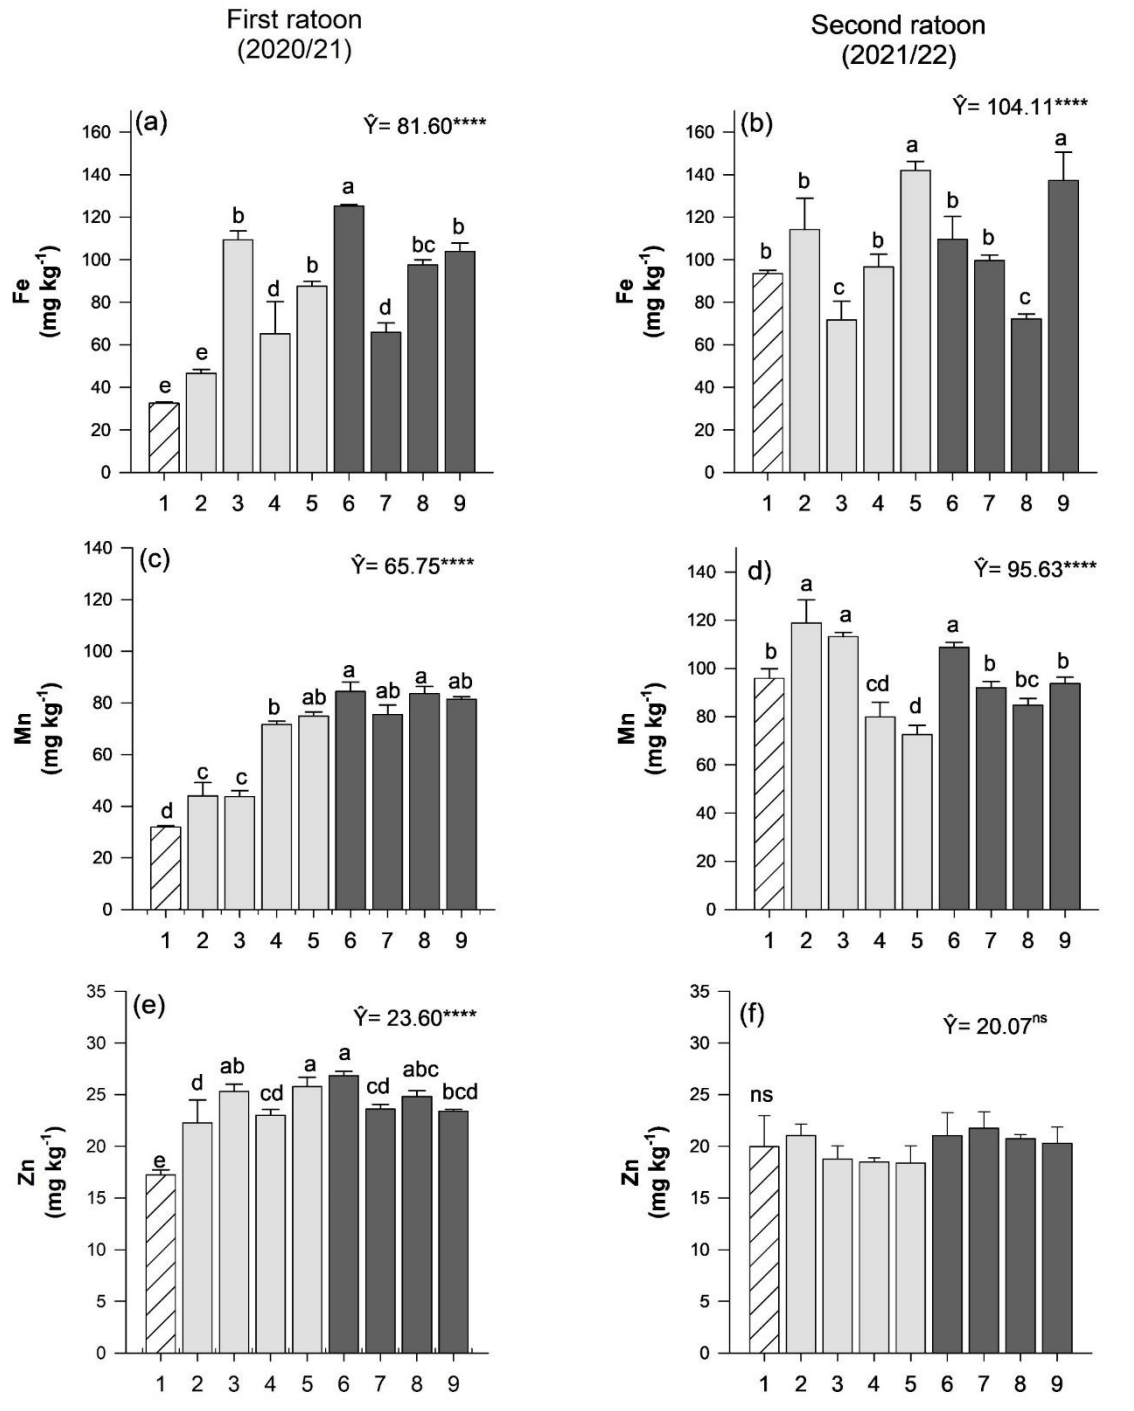 First ratoon
(2020/21)
Second ratoon
(2021/22)
(a)
Ŷ= 81.60****
Fe
(mg kg⁻¹)
160
140
120
100
80
60
40
20
0
e
e
b
d
b
a
d
bc
b
1 2 3 4 5 6 7 8 9
(b)
Ŷ= 104.11****
Fe
(mg kg⁻¹)
160
140
120
100
80
60
40
20
0
b
b
c
b
a
b
b
c
a
1 2 3 4 5 6 7 8 9
(c)
Ŷ= 65.75****
Mn
(mg kg⁻¹)
140
120
100
80
60
40
20
0
d
c
c
b
ab
a
ab
a
ab
1 2 3 4 5 6 7 8 9
d)
Ŷ= 95.63****
Mn
(mg kg⁻¹)
140
120
100
80
60
40
20
0
b
a
a
cd
d
a
b
bc
b
1 2 3 4 5 6 7 8 9
(e)
Ŷ= 23.60****
Zn
(mg kg⁻¹)
35
30
25
20
15
10
5
0
e
d
ab
cd
a
a
cd
abc
bcd
1 2 3 4 5 6 7 8 9
(f)
Ŷ= 20.07ⁿˢ
Zn
(mg kg⁻¹)
35
30
25
20
15
10
5
0
ns
1 2 3 4 5 6 7 8 9